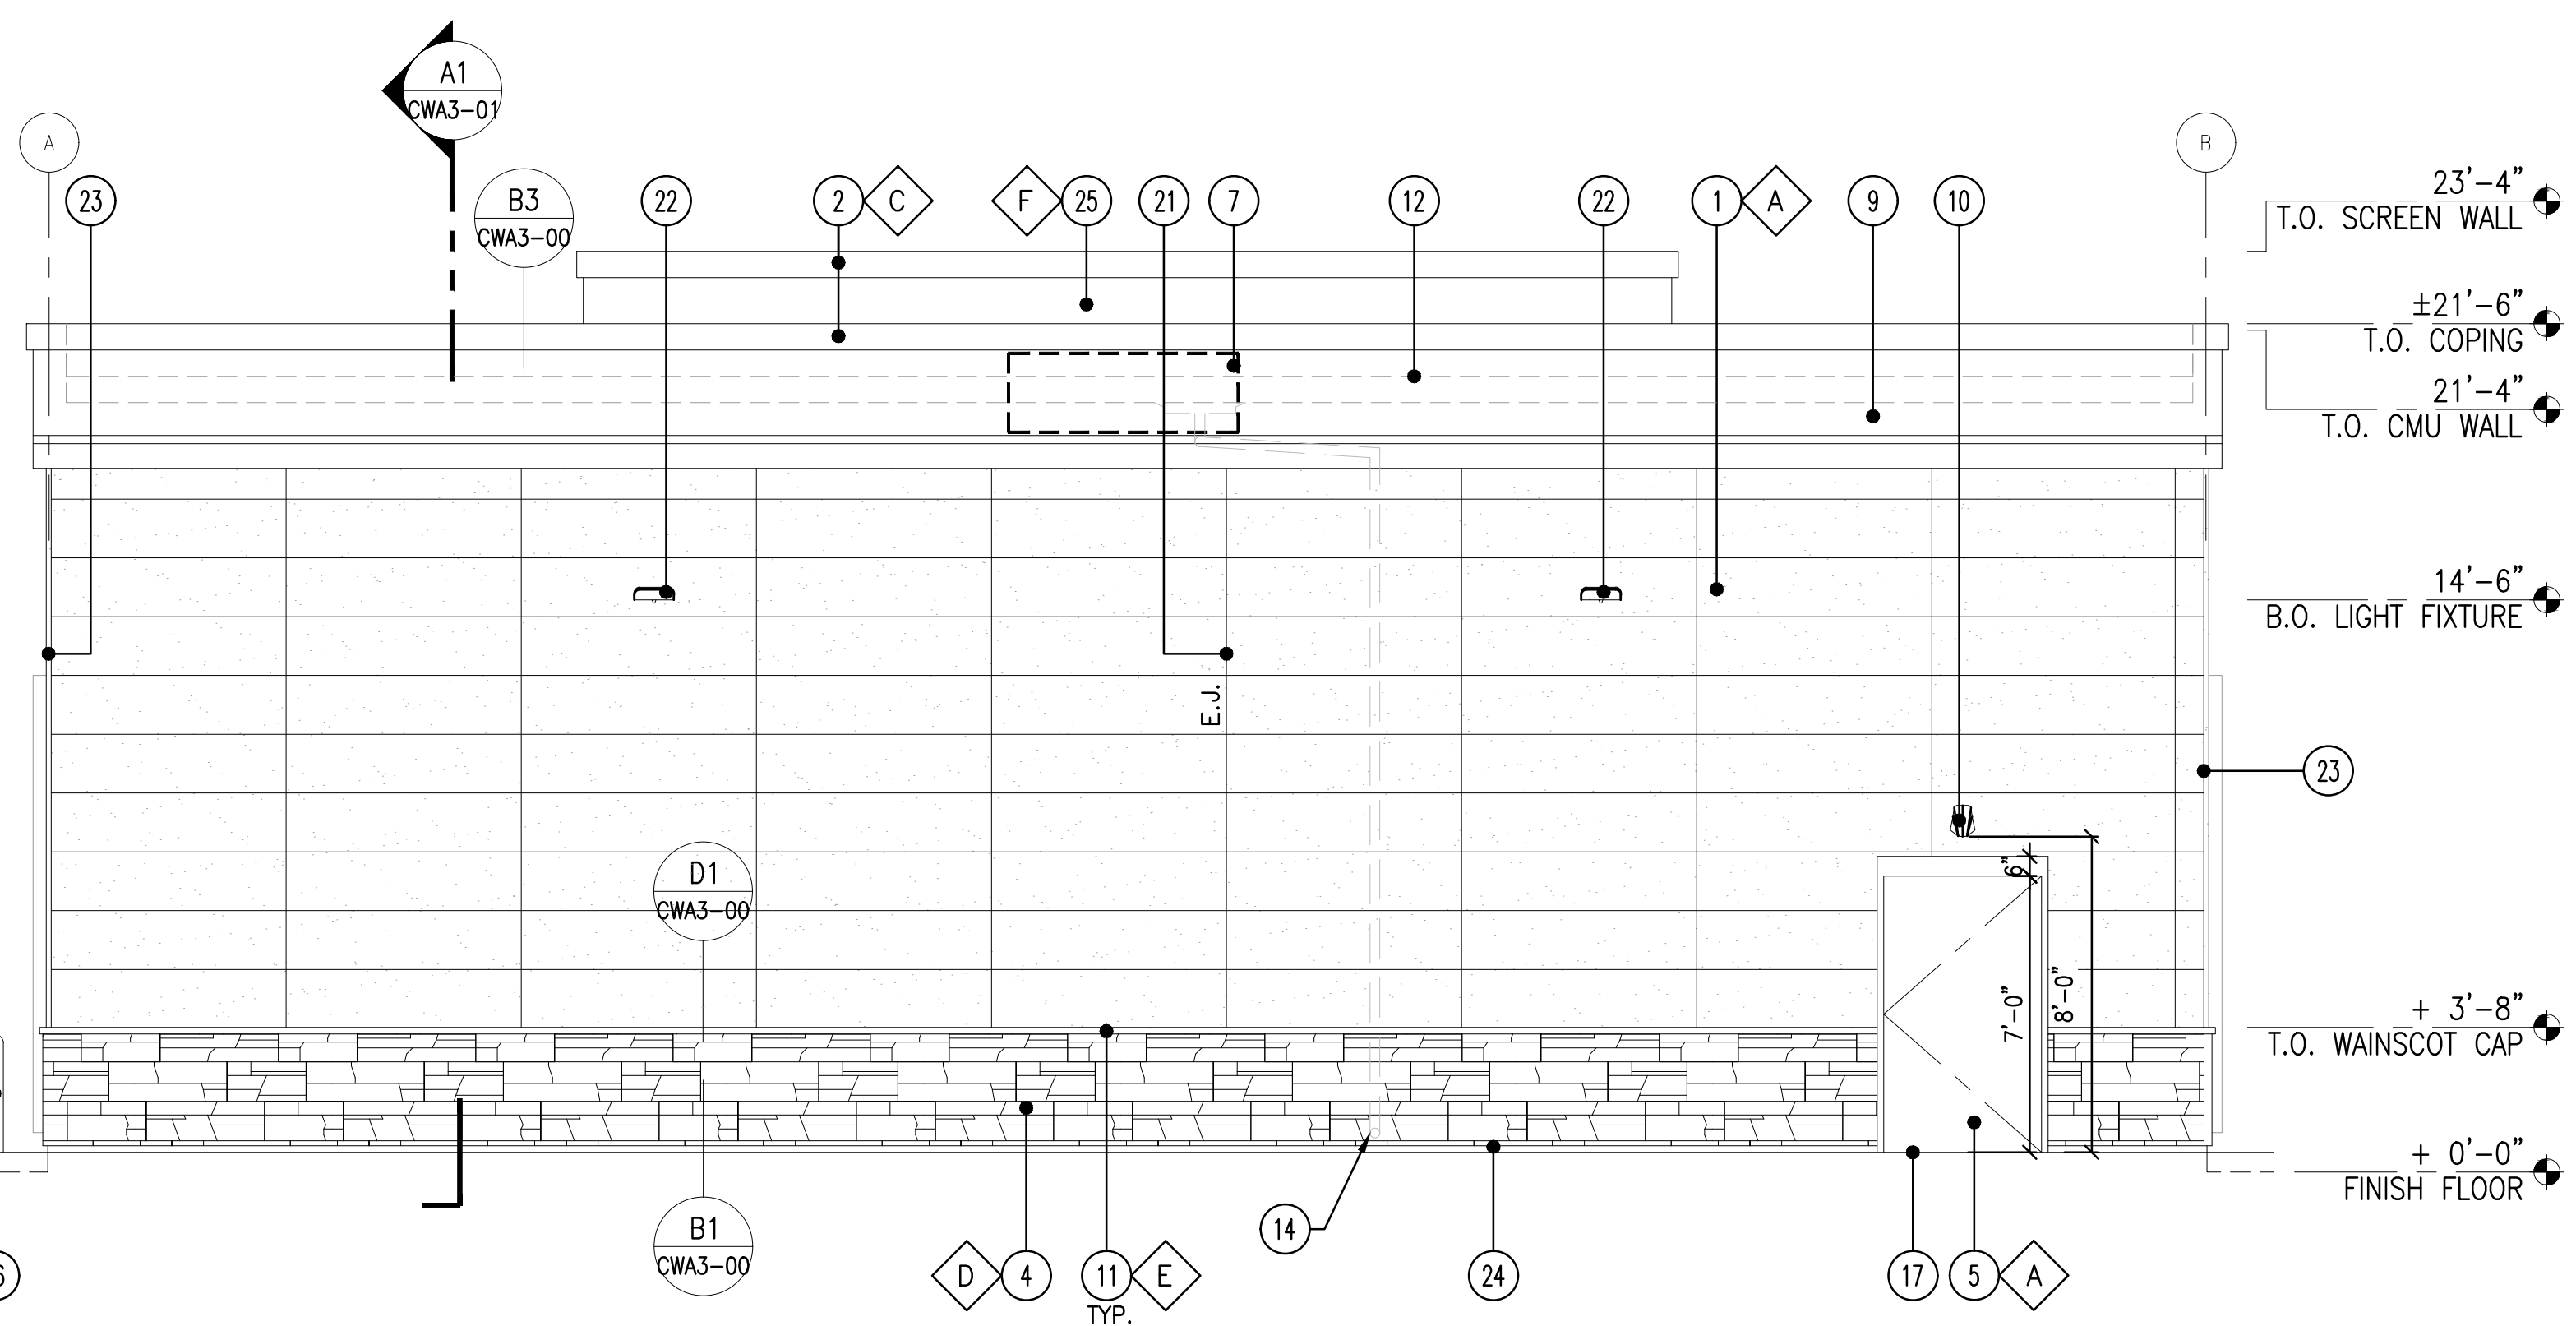 A1
CWA3-01
A
B
23
B3
CWA3-00
22
2
C
F
25
21
7
12
22
1
A
9
10
23'-4"
T.O. SCREEN WALL
±21'-6"
T.O. COPING
21'-4"
T.O. CMU WALL
14'-6"
B.O. LIGHT FIXTURE
E.J.
23
6"
D1
CWA3-00
7'-0"
8'-0"
+ 3'-8"
T.O. WAINSCOT CAP
+ 0'-0"
FINISH FLOOR
14
B1
CWA3-00
D
4
11
E
TYP.
24
17
5
A